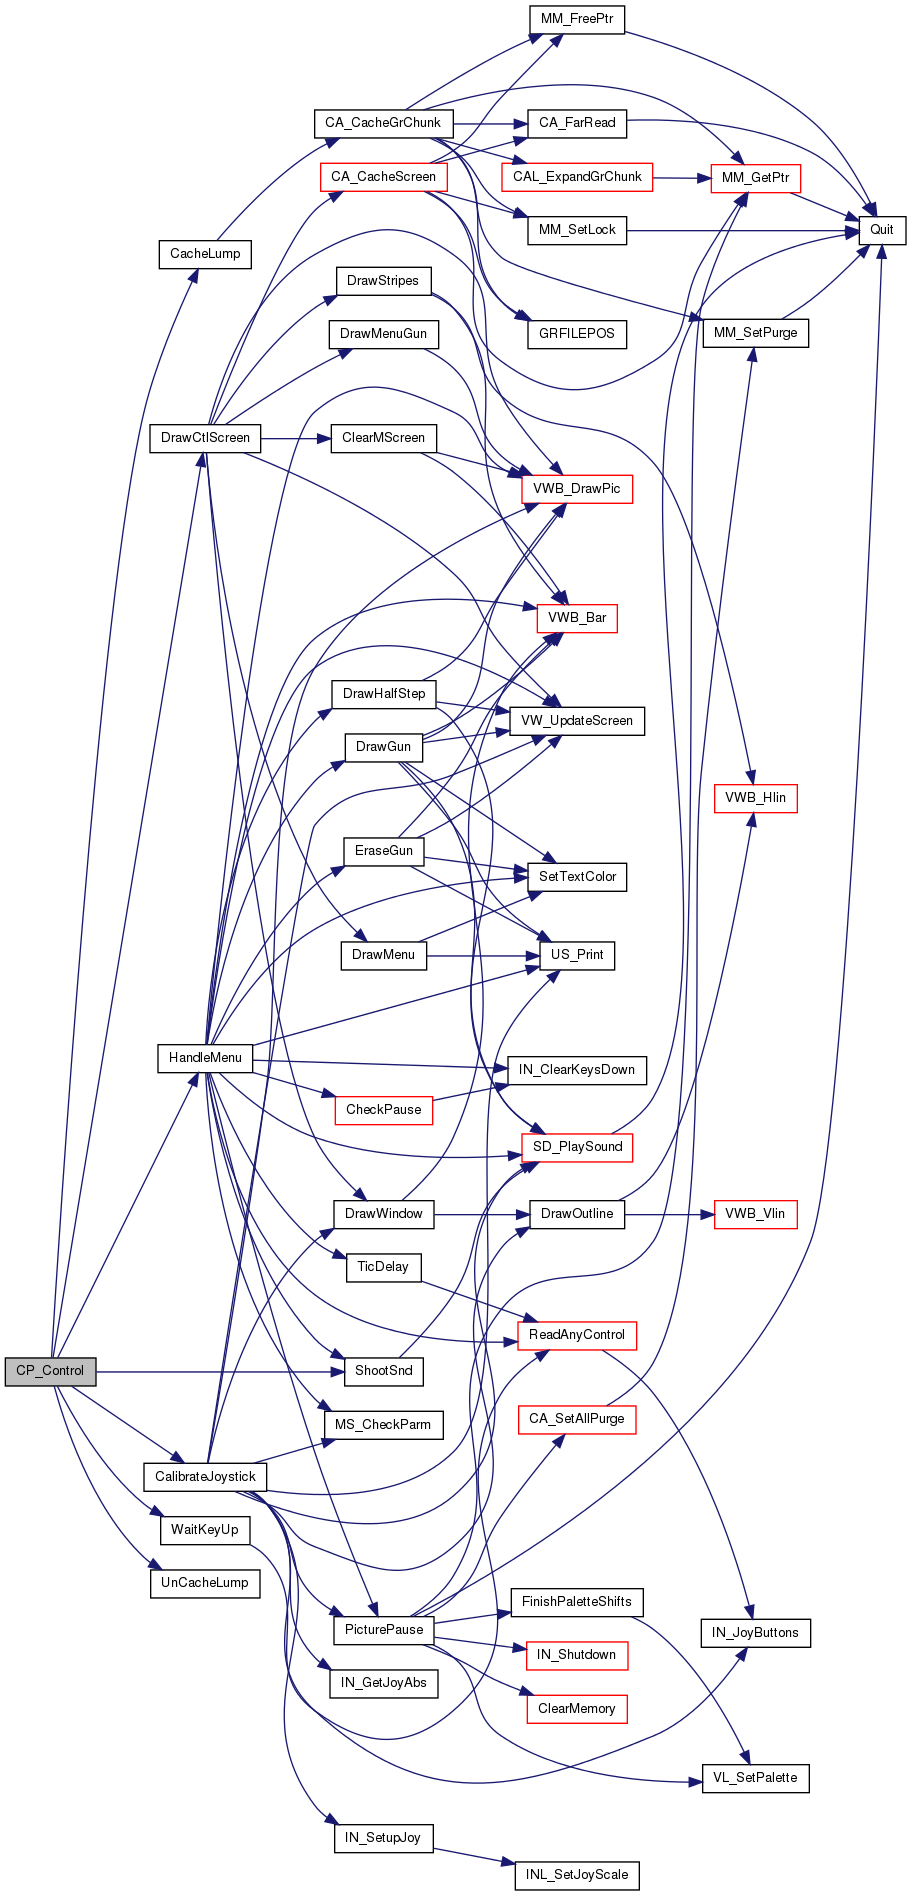 MM_FreePtr
CA_CacheGrChunk
CA_FarRead
CA_CacheScreen
CAL_ExpandGrChunk
MM_GetPtr
CacheLump
MM_SetLock
Quit
DrawStripes
DrawMenuGun
GRFILEPOS
MM_SetPurge
DrawCtlScreen
ClearMScreen
VWB_DrawPic
VWB_Bar
DrawHalfStep
VW_UpdateScreen
DrawGun
VWB_Hlin
EraseGun
SetTextColor
DrawMenu
US_Print
HandleMenu
IN_ClearKeysDown
CheckPause
SD_PlaySound
DrawWindow
DrawOutline
VWB_Vlin
TicDelay
ReadAnyControl
CP_Control
ShootSnd
CA_SetAllPurge
MS_CheckParm
CalibrateJoystick
WaitKeyUp
UnCacheLump
FinishPaletteShifts
PicturePause
IN_JoyButtons
IN_Shutdown
IN_GetJoyAbs
ClearMemory
VL_SetPalette
IN_SetupJoy
INL_SetJoyScale